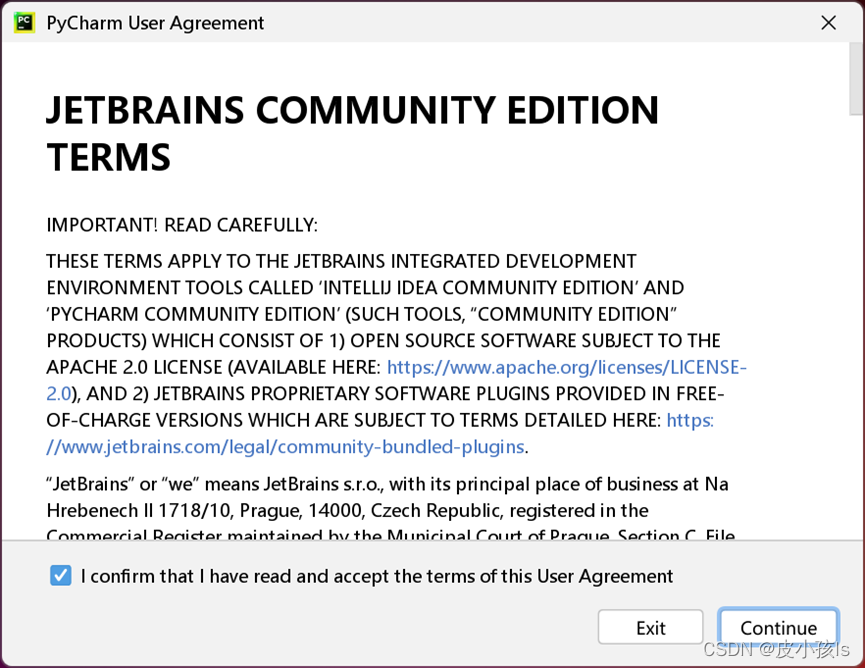 PC
PyCharm User Agreement
JETBRAINS COMMUNITY EDITION
TERMS
IMPORTANT! READ CAREFULLY:
THESE TERMS APPLY TO THE JETBRAINS INTEGRATED DEVELOPMENT
ENVIRONMENT TOOLS CALLED ‘INTELLIJ IDEA COMMUNITY EDITION’ AND
‘PYCHARM COMMUNITY EDITION’ (SUCH TOOLS, “COMMUNITY EDITION”
PRODUCTS) WHICH CONSIST OF 1) OPEN SOURCE SOFTWARE SUBJECT TO THE
APACHE 2.0 LICENSE (AVAILABLE HERE: https://www.apache.org/licenses/LICENSE-
2.0), AND 2) JETBRAINS PROPRIETARY SOFTWARE PLUGINS PROVIDED IN FREE-
OF-CHARGE VERSIONS WHICH ARE SUBJECT TO TERMS DETAILED HERE: https:
//www.jetbrains.com/legal/community-bundled-plugins.
“JetBrains” or “we” means JetBrains s.r.o., with its principal place of business at Na
Hrebenech II 1718/10, Prague, 14000, Czech Republic, registered in the
Commercial Register maintained by the Municipal Court of Prague, Section C, File
I confirm that I have read and accept the terms of this User Agreement
Exit
Continue
CSDN @皮小孩ls